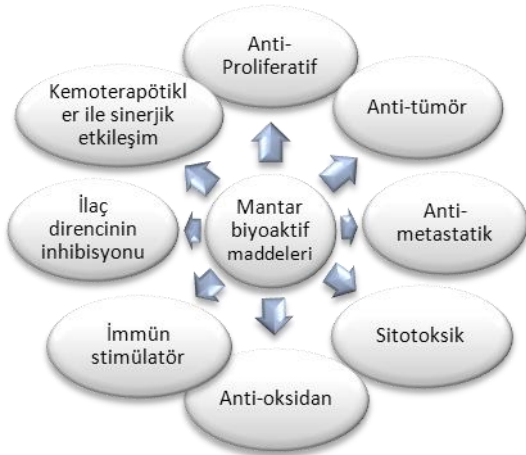 Anti-
Proliferatif
Kemoterapötikl
er ile sinerjik
etkileşim
Anti-tümör
İlaç
direncinin
inhibisyonu
Mantar
biyoaktif
maddeleri
Anti-
metastatik
İmmün
stimülatör
Sitotoksik
Anti-oksidan